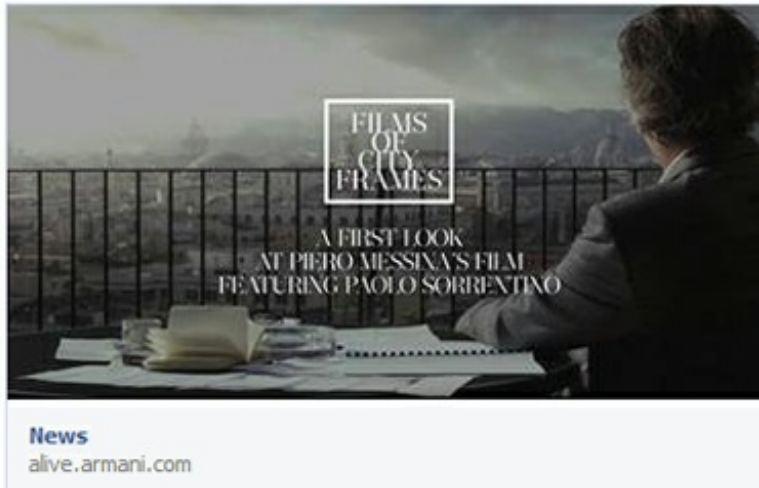 FILMS
OF
CITY
FRAMES
A FIRST LOOK
AT PIERO MESSINA'S FILM
FEATURING PAOLO SORRENTINO
News
alive.armani.com